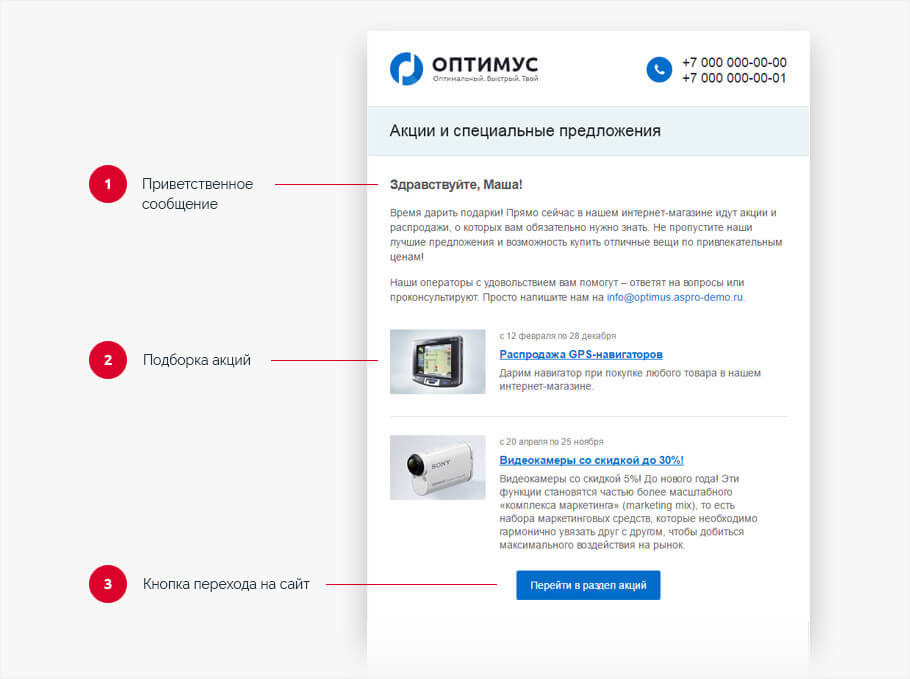 ОПТИМУС
Оптимальный. Быстрый. Твой
+7 000 000-00-00
+7 000 000-00-01
Акции и специальные предложения
1
Приветственное
сообщение
Здравствуйте, Маша!
Время дарить подарки! Прямо сейчас в нашем интернет-магазине идут акции и
распродажи, о которых вам обязательно нужно знать. Не пропустите наши
лучшие предложения и возможность купить отличные вещи по привлекательным
ценам!
Наши операторы с удовольствием вам помогут – ответят на вопросы или
проконсультируют. Просто напишите нам на info@optimus.aspro-demo.ru.
2
Подборка акций
с 12 февраля по 28 декабря
Распродажа GPS-навигаторов
Дарим навигатор при покупке любого товара в нашем
интернет-магазине.
SONY
с 20 апреля по 25 ноября
Видеокамеры со скидкой до 30%!
Видеокамеры со скидкой 5%! До нового года! Эти
функции становятся частью более масштабного
«комплекса маркетинга» (marketing mix), то есть
набора маркетинговых средств, которые необходимо
гармонично увязать друг с другом, чтобы добиться
максимального воздействия на рынок.
3
Кнопка перехода на сайт
Перейти в раздел акций